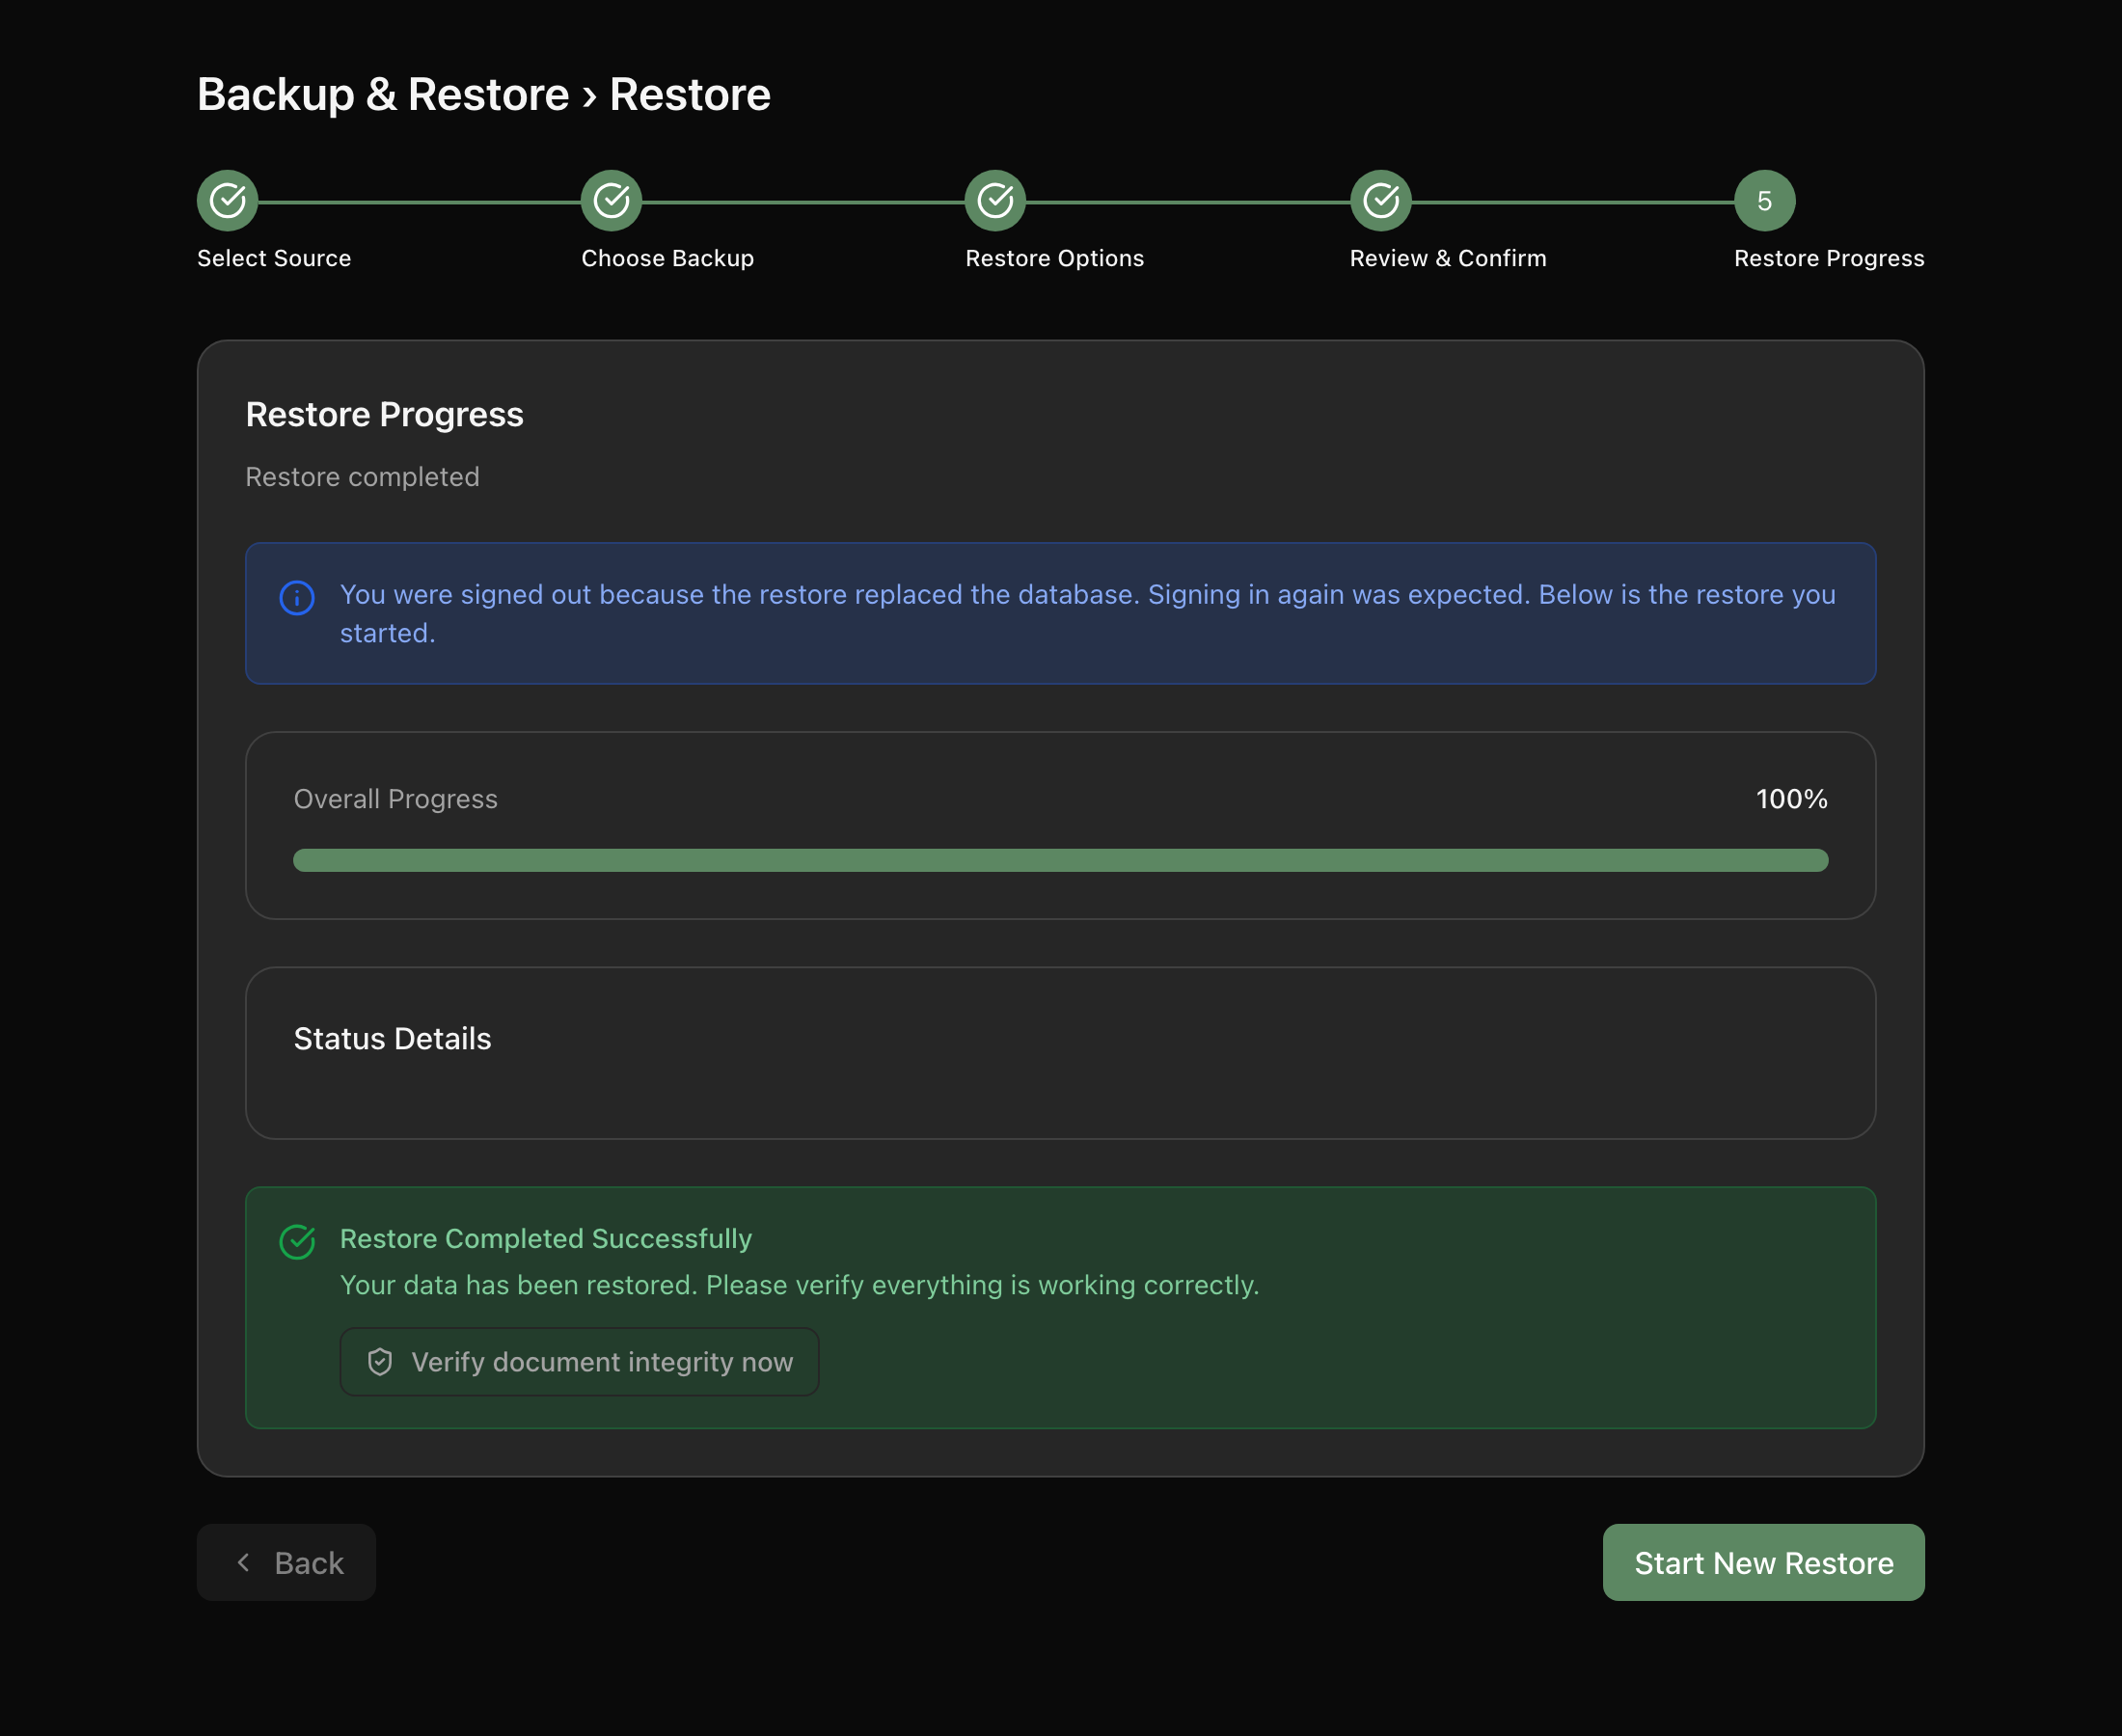 Backup & Restore › Restore
5
Select Source
Choose Backup
Restore Options
Review & Confirm
Restore Progress
Restore Progress
Restore completed
You were signed out because the restore replaced the database. Signing in again was expected. Below is the restore you
started.
Overall Progress
100%
Status Details
Restore Completed Successfully
Your data has been restored. Please verify everything is working correctly.
Verify document integrity now
Back
Start New Restore